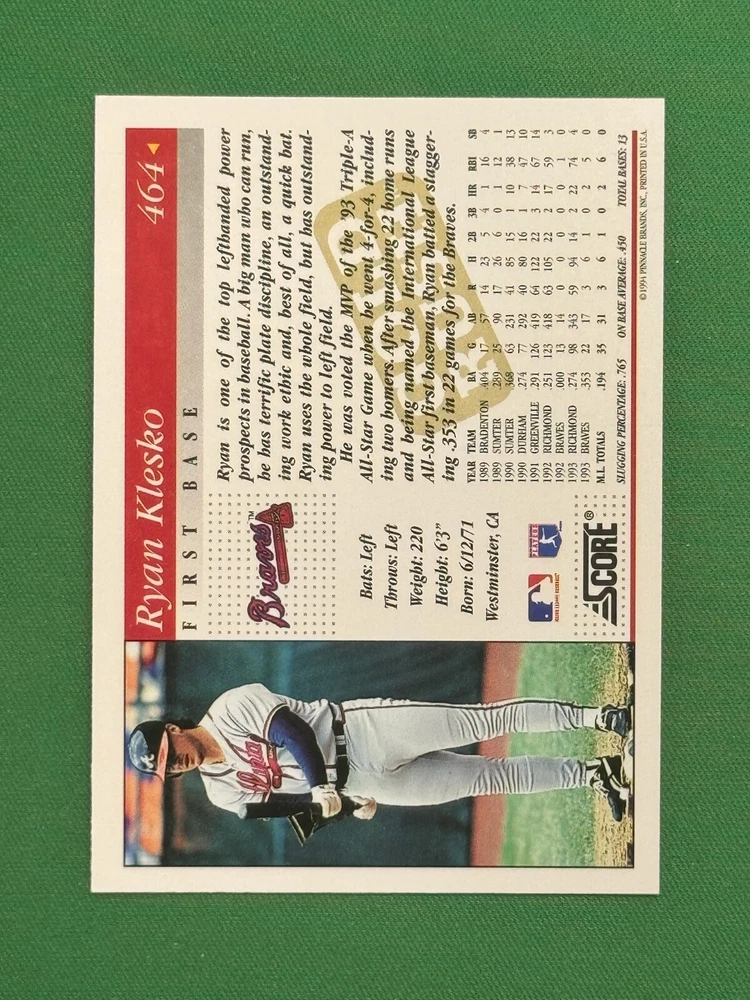 Ryan Klesko 464
FIRST BASE
Braves™
Bats: Left
Throws: Left
Weight: 220
Height: 6'3"
Born: 6/12/71
Westminster, CA
SCORE®
Ryan is one of the top lefthanded power
prospects in baseball. A big man who can run,
he has terrific plate discipline, an outstand-
ing work ethic and, best of all, a quick bat.
Ryan uses the whole field, but has outstand-
ing power to left field.
He was voted the MVP of the '93 Triple-A
All-Star Game when he went 4-for-4, includ-
ing two homers. After smashing 22 home runs
and being named the International League
All-Star first baseman, Ryan batted a slugger-
ing .353 in 22 games for the Braves.
YEAR TEAM BA G AB R H 2B 3B HR RBI SB
1989 BRADENTON .404 17 57 14 23 5 4 1 16 4
1989 SUMTER .289 25 90 17 26 6 0 1 12 1
1990 SUMTER .368 63 231 41 85 15 1 10 38 13
1990 DURHAM .274 77 292 40 80 16 1 7 47 10
1991 GREENVILLE .291 126 419 64 122 22 3 14 67 14
1992 RICHMOND .251 123 418 63 105 22 2 17 59 3
1992 BRAVES .000 13 14 0 0 0 0 0 1 0
1993 RICHMOND .274 98 343 59 94 14 2 22 74 4
1993 BRAVES .353 22 17 3 6 1 0 2 5 0
M.L. TOTALS .194 35 31 3 6 1 0 2 6 0
SLUGGING PERCENTAGE: .765 ON BASE AVERAGE: .450 TOTAL BASES: 13
©1994 PINNACLE BRANDS, INC., PRINTED IN U.S.A.